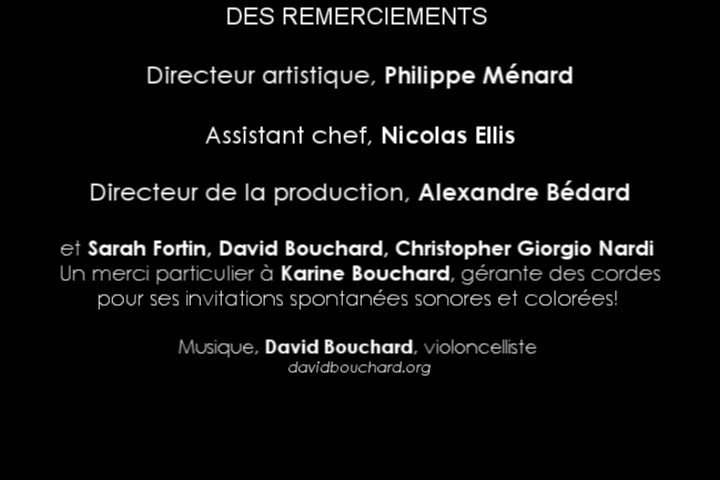 DES REMERCIEMENTS
Directeur artistique, Philippe Ménard
Assistant chef, Nicolas Ellis
Directeur de la production, Alexandre Bédard
et Sarah Fortin, David Bouchard, Christopher Giorgio Nardi
Un merci particulier à Karine Bouchard, gérante des cordes
pour ses invitations spontanées sonores et colorées!
Musique, David Bouchard, violoncelliste
davidbouchard.org